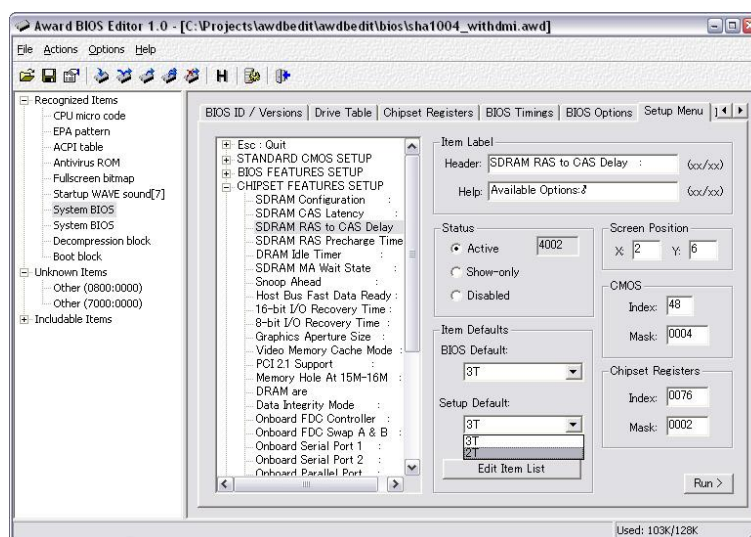 Award BIOS Editor 1.0 - [C:\Projects\awdbedit\awdbedit\bios\sha1004_withdmi.awd]
File Actions Options Help
Recognized Items
CPU micro code
EPA pattern
ACPI table
Antivirus ROM
Fullscreen bitmap
Startup WAVE sound[7]
System BIOS
System BIOS
Decompression block
Boot block
Unknown Items
Other (0800:0000)
Other (7000:0000)
Includable Items
BIOS ID / Versions Drive Table Chipset Registers BIOS Timings BIOS Options Setup Menu
Esc : Quit
STANDARD CMOS SETUP
BIOS FEATURES SETUP
CHIPSET FEATURES SETUP
SDRAM Configuration :
SDRAM CAS Latency :
SDRAM RAS to CAS Delay
SDRAM RAS Precharge Time
DRAM Idle Timer :
SDRAM MA Wait State :
Snoop Ahead :
Host Bus Fast Data Ready :
16-bit I/O Recovery Time :
8-bit I/O Recovery Time :
Graphics Aperture Size :
Video Memory Cache Mode :
PCI 2.1 Support :
Memory Hole At 15M-16M :
DRAM are
Data Integrity Mode :
Onboard FDC Controller :
Onboard FDC Swap A & B :
Onboard Serial Port 1 :
Onboard Serial Port 2 :
Onboard Parallel Port
Item Label
Header: SDRAM RAS to CAS Delay : (xx/xx)
Help: Available Options:♪ (xx/xx)
Status
Active 4002
Show-only
Disabled
Screen Position
X: 2 Y: 6
CMOS
Index: 48
Mask: 0004
Item Defaults
BIOS Default:
3T
Setup Default:
3T
3T
2T
Edit Item List
Chipset Registers
Index: 0076
Mask: 0002
Run >
Used: 103K/128K